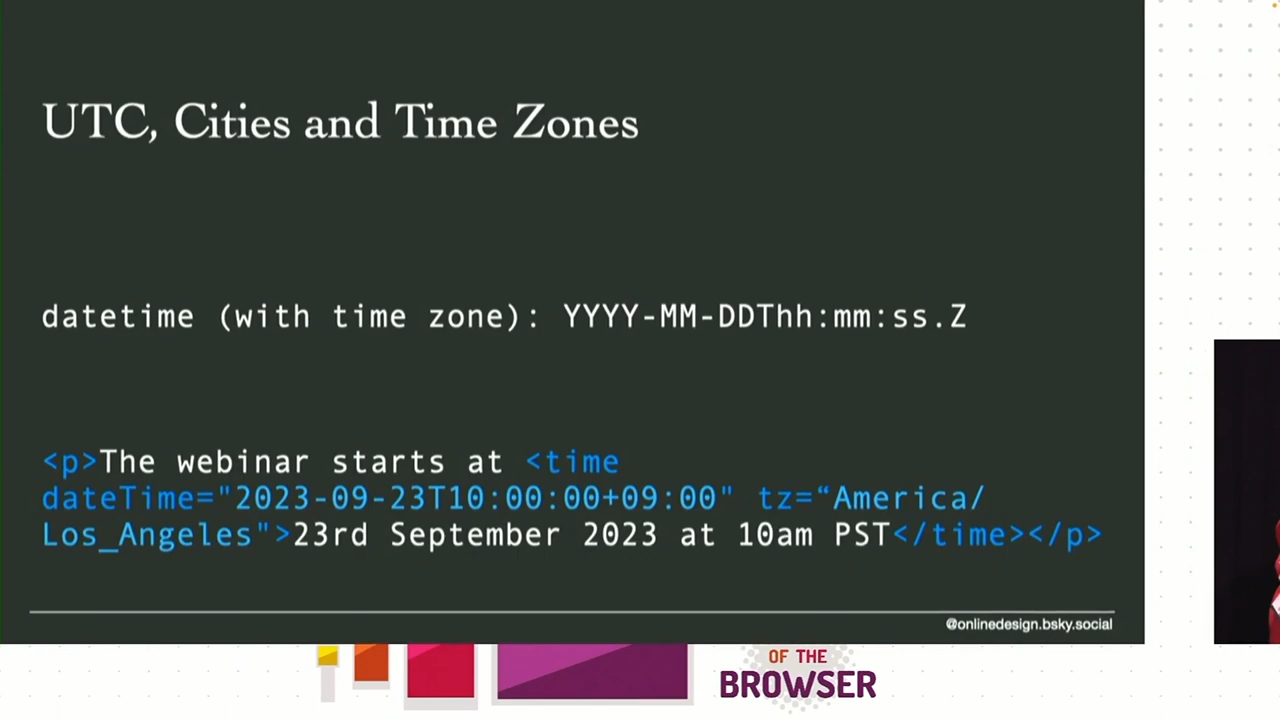 UTC, Cities and Time Zones
datetime (with time zone): YYYY-MM-DDThh:mm:ss.Z
<p>The webinar starts at <time
dateTime="2023-09-23T10:00:00+09:00" tz=“America/
Los_Angeles">23rd September 2023 at 10am PST</time></p>
@onlinedesign.bsky.social
OF THE
BROWSER